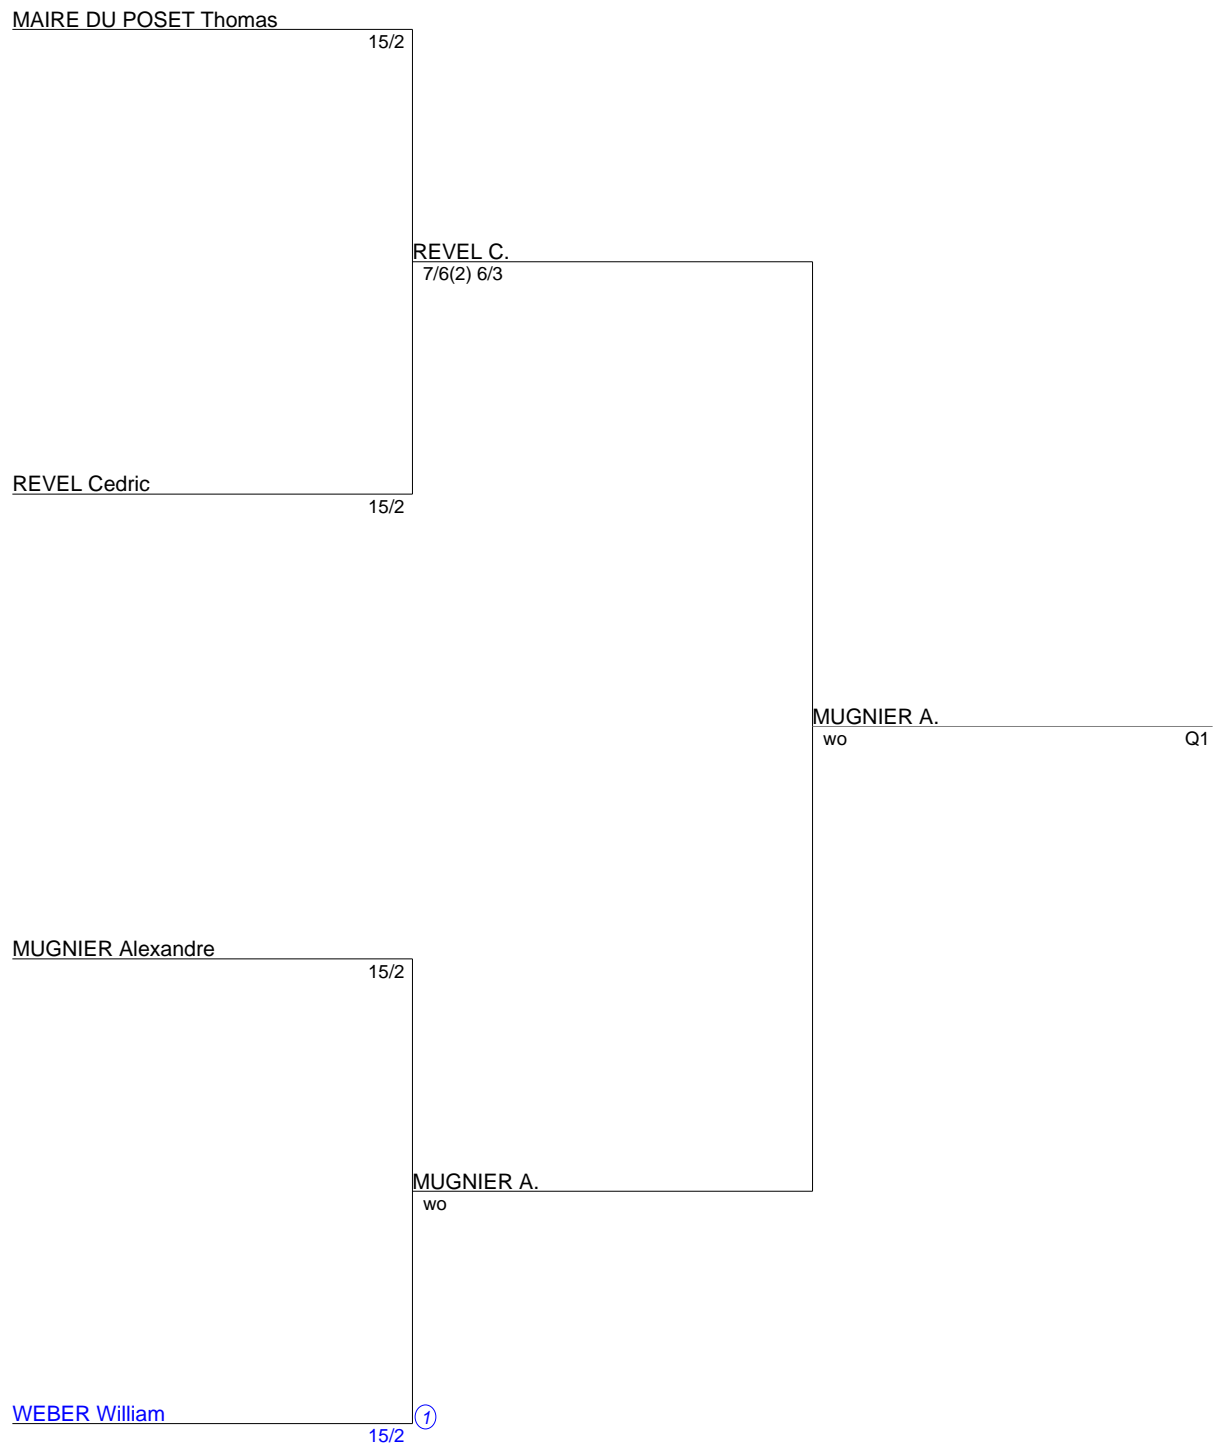 MAIRE DU POSET Thomas
15/2
REVEL C.
7/6(2) 6/3
REVEL Cedric
15/2
MUGNIER A.
wo
Q1
MUGNIER Alexandre
15/2
MUGNIER A.
wo
WEBER William
1
15/2